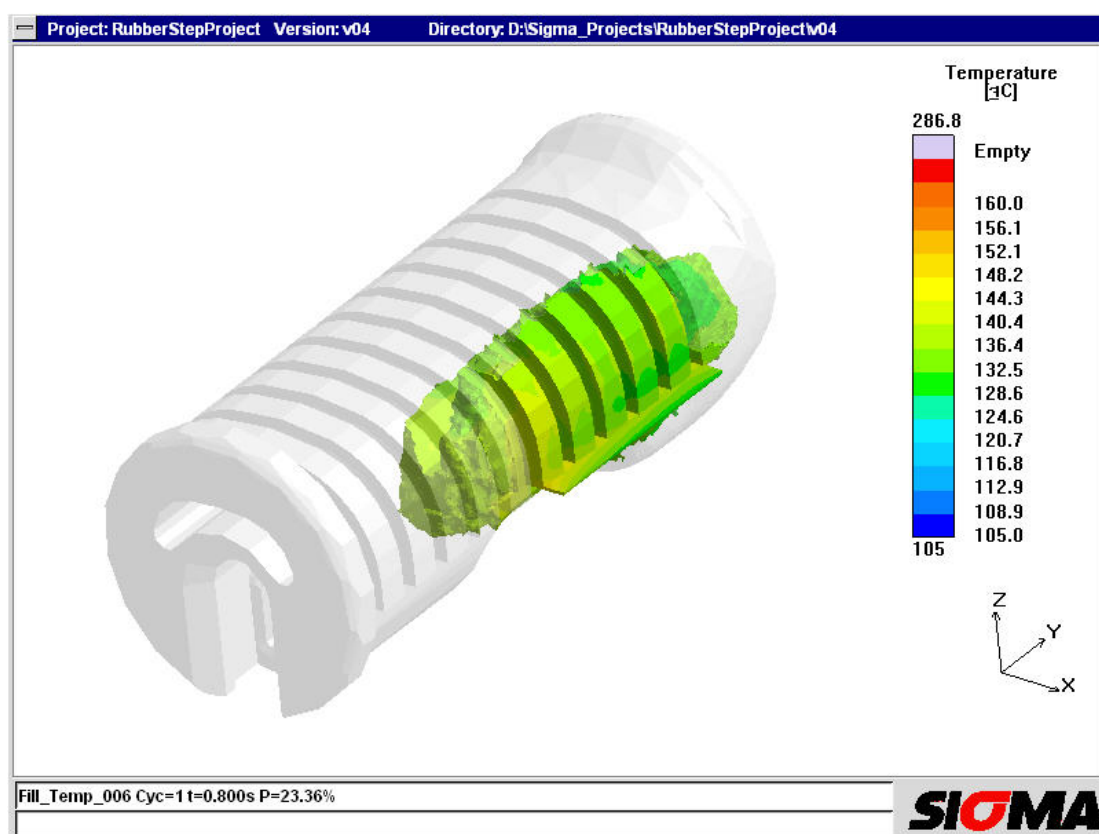 Project: RubberStepProject Version: v04 Directory: D:\Sigma_Projects\RubberStepProject\v04
Temperature
[°C]
286.8
Empty
160.0
156.1
152.1
148.2
144.3
140.4
136.4
132.5
128.6
124.6
120.7
116.8
112.9
108.9
105.0
105
Z
Y
X
Fill_Temp_006 Cyc=1 t=0.800s P=23.36%
SIGMA